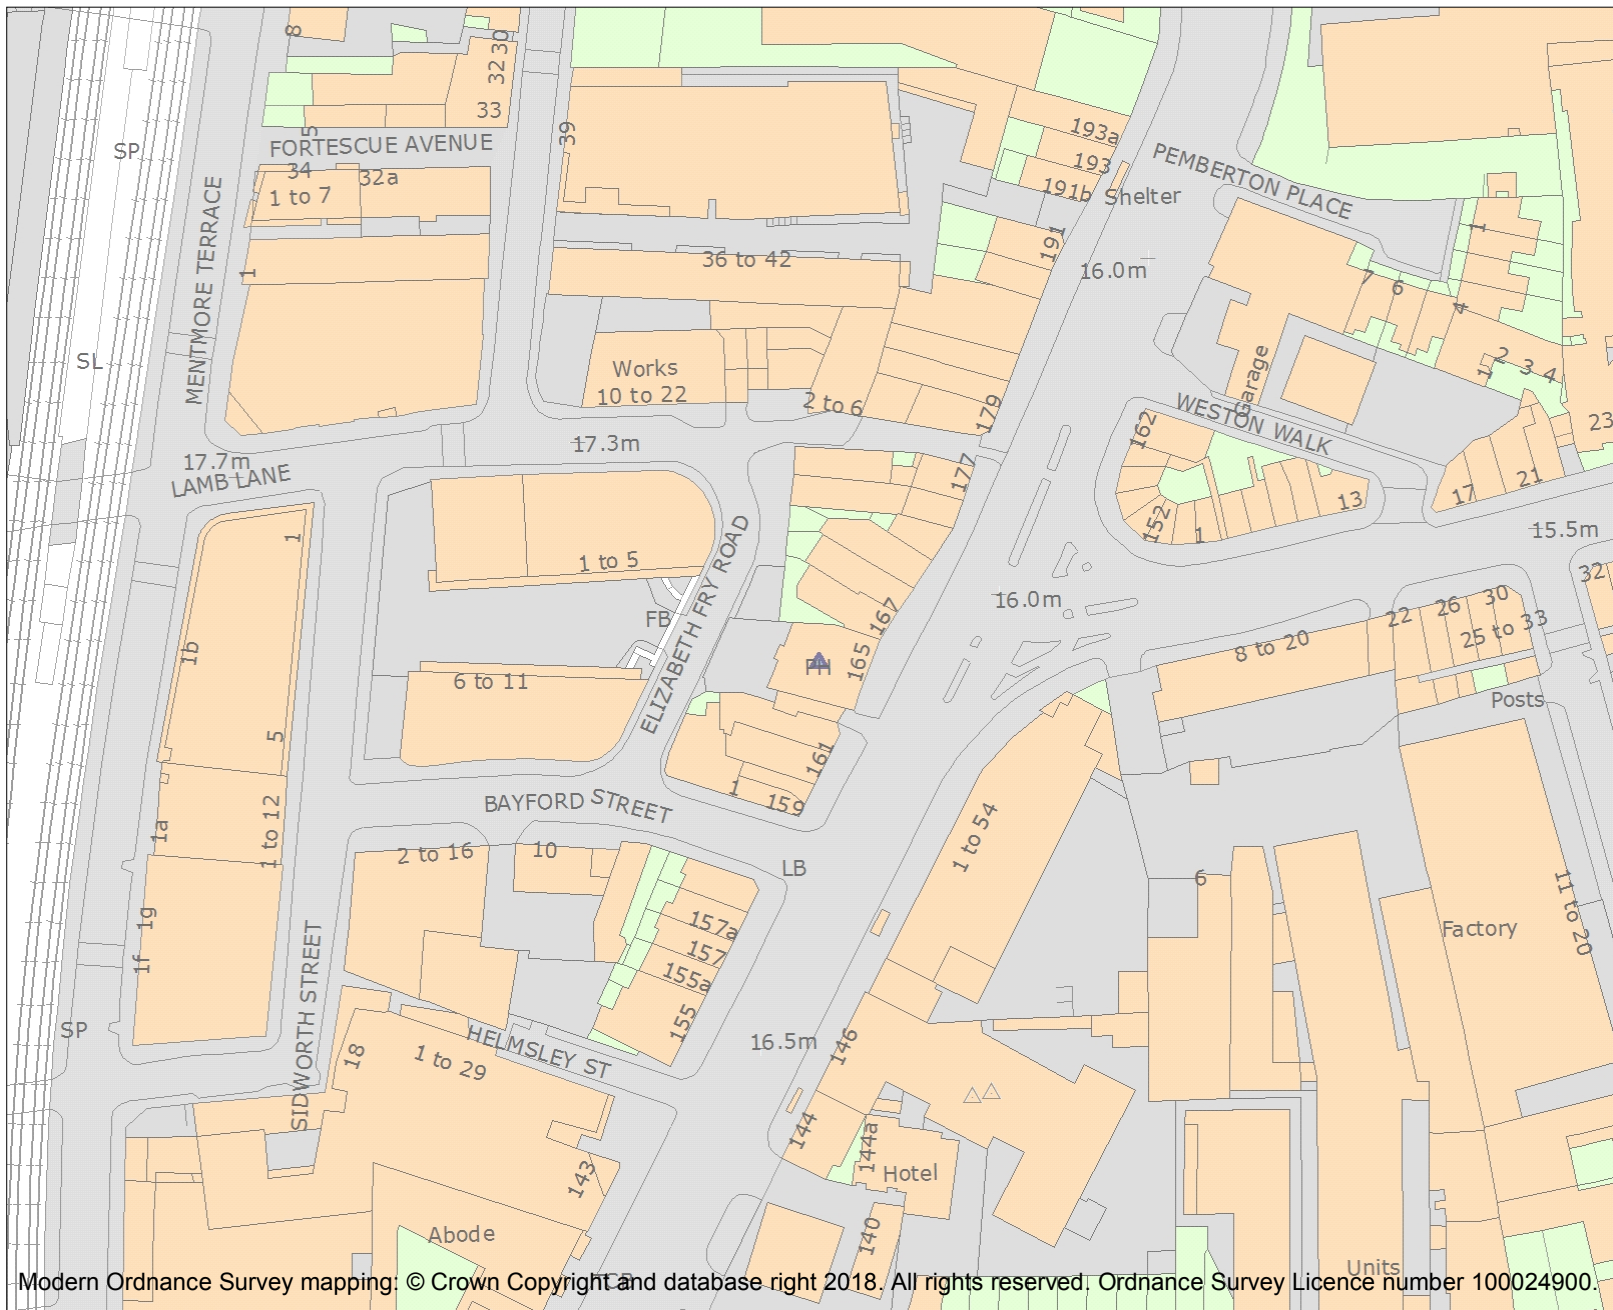 8
30
32
33
SP
5
FORTESCUE AVENUE
39
193a
193
191b
Shelter
PEMBERTON PLACE
34
32a
1 to 7
MENTMORE TERRACE
1
36 to 42
191
16.0m
1
7
6
4
SL
Works
10 to 22
2 to 6
179
Garage
2
3
4
1
WESTON WALK
162
23
17.7m
LAMB LANE
17.3m
177
152
1
13
17
21
15.5m
1
1 to 5
ELIZABETH FRY ROAD
FB
167
16.0m
32
30
26
22
25 to 33
8 to 20
1b
6 to 11
PH
165
Posts
5
161
1
159
BAYFORD STREET
1a
1 to 12
2 to 16
10
LB
1 to 54
6
11 to 20
Factory
1g
1f
157a
157
155a
155
SP
SIDWORTH STREET
HELMSLEY ST
18
1 to 29
16.5m
146
144
144a
Hotel
143
140
Abode
TCB
Units
Modern Ordnance Survey mapping: © Crown Copyright and database right 2018. All rights reserved. Ordnance Survey Licence number 100024900.